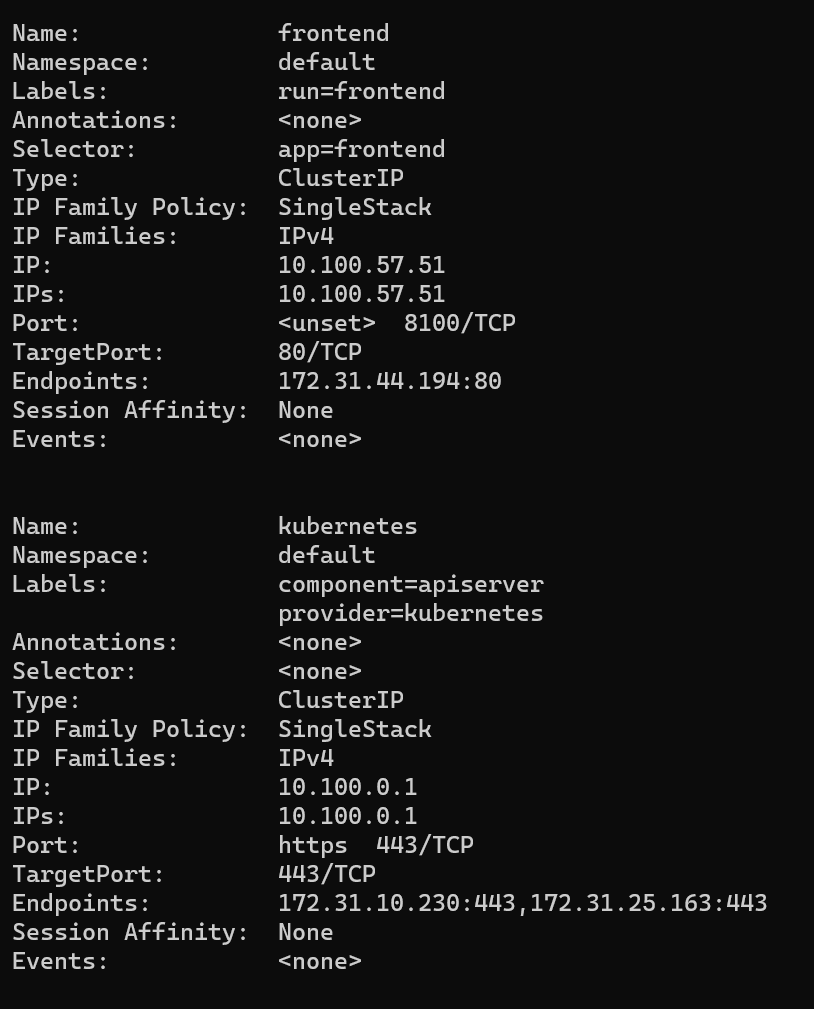 Name:              frontend
Namespace:         default
Labels:            run=frontend
Annotations:       <none>
Selector:          app=frontend
Type:              ClusterIP
IP Family Policy:  SingleStack
IP Families:       IPv4
IP:                10.100.57.51
IPs:               10.100.57.51
Port:              <unset>  8100/TCP
TargetPort:        80/TCP
Endpoints:         172.31.44.194:80
Session Affinity:  None
Events:            <none>
Name:              kubernetes
Namespace:         default
Labels:            component=apiserver
                   provider=kubernetes
Annotations:       <none>
Selector:          <none>
Type:              ClusterIP
IP Family Policy:  SingleStack
IP Families:       IPv4
IP:                10.100.0.1
IPs:               10.100.0.1
Port:              https  443/TCP
TargetPort:        443/TCP
Endpoints:         172.31.10.230:443,172.31.25.163:443
Session Affinity:  None
Events:            <none>